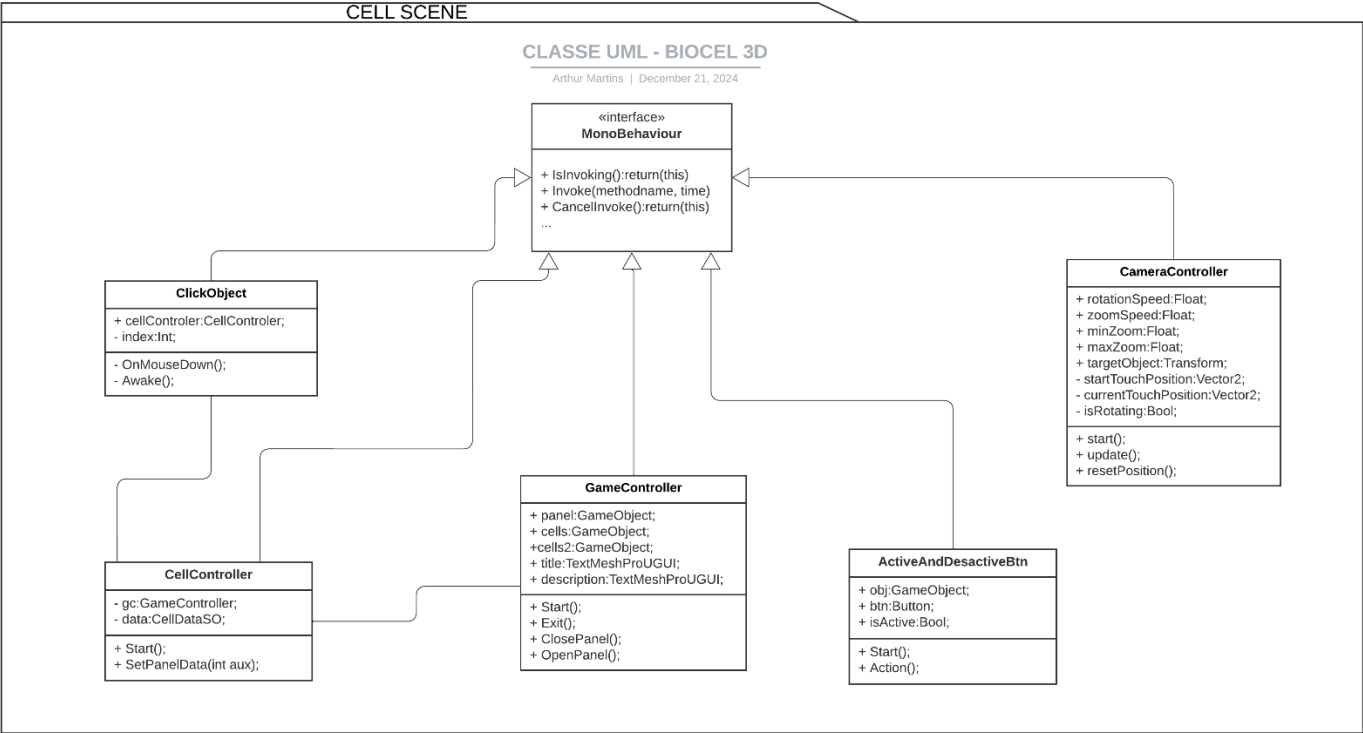 CELL SCENE
CLASSE UML - BIOCEL 3D
Arthur Martins | December 21, 2024
«interface»
MonoBehaviour
+ IsInvoking():return(this)
+ Invoke(methodname, time)
+ CancelInvoke():return(this)
...
ClickObject
+ cellControler:CellControler;
- index:Int;
- OnMouseDown();
- Awake();
CameraController
+ rotationSpeed:Float;
+ zoomSpeed:Float;
+ minZoom:Float;
+ maxZoom:Float;
+ targetObject:Transform;
- startTouchPosition:Vector2;
- currentTouchPosition:Vector2;
- isRotating:Bool;
+ start();
+ update();
+ resetPosition();
GameController
+ panel:GameObject;
+ cells:GameObject;
+cells2:GameObject;
+ title:TextMeshProUGUI;
+ description:TextMeshProUGUI;
+ Start();
+ Exit();
+ ClosePanel();
+ OpenPanel();
CellController
- gc:GameController;
- data:CellDataSO;
+ Start();
+ SetPanelData(int aux);
ActiveAndDesactiveBtn
+ obj:GameObject;
+ btn:Button;
+ isActive:Bool;
+ Start();
+ Action();